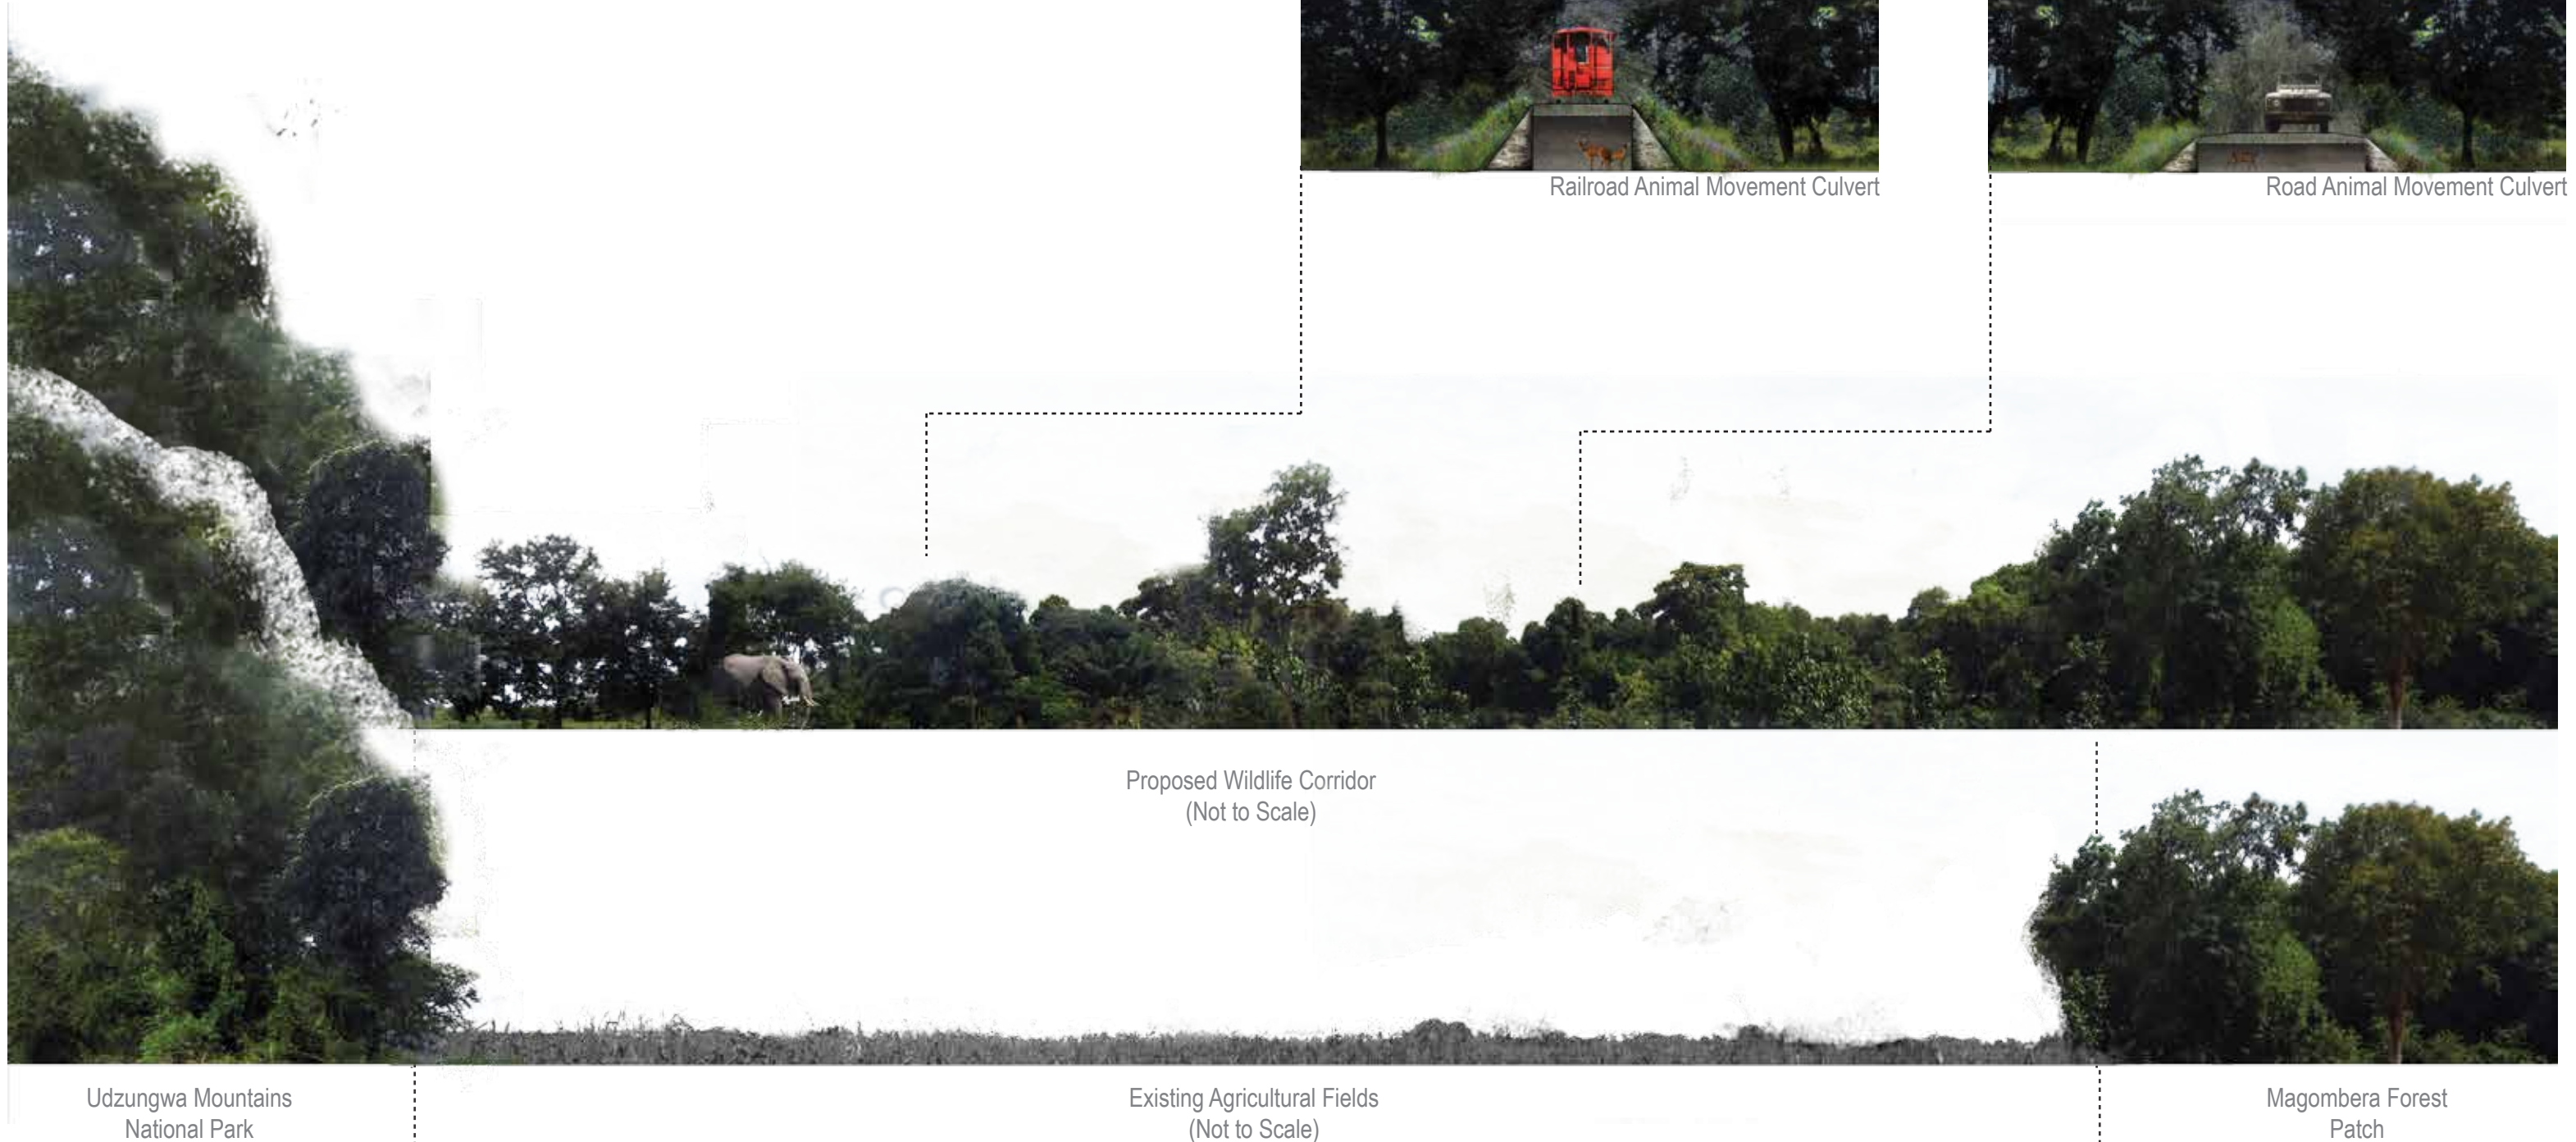 Railroad Animal Movement Culvert
Road Animal Movement Culvert
Proposed Wildlife Corridor
(Not to Scale)
Udzungwa Mountains
National Park
Existing Agricultural Fields
(Not to Scale)
Magombera Forest
Patch